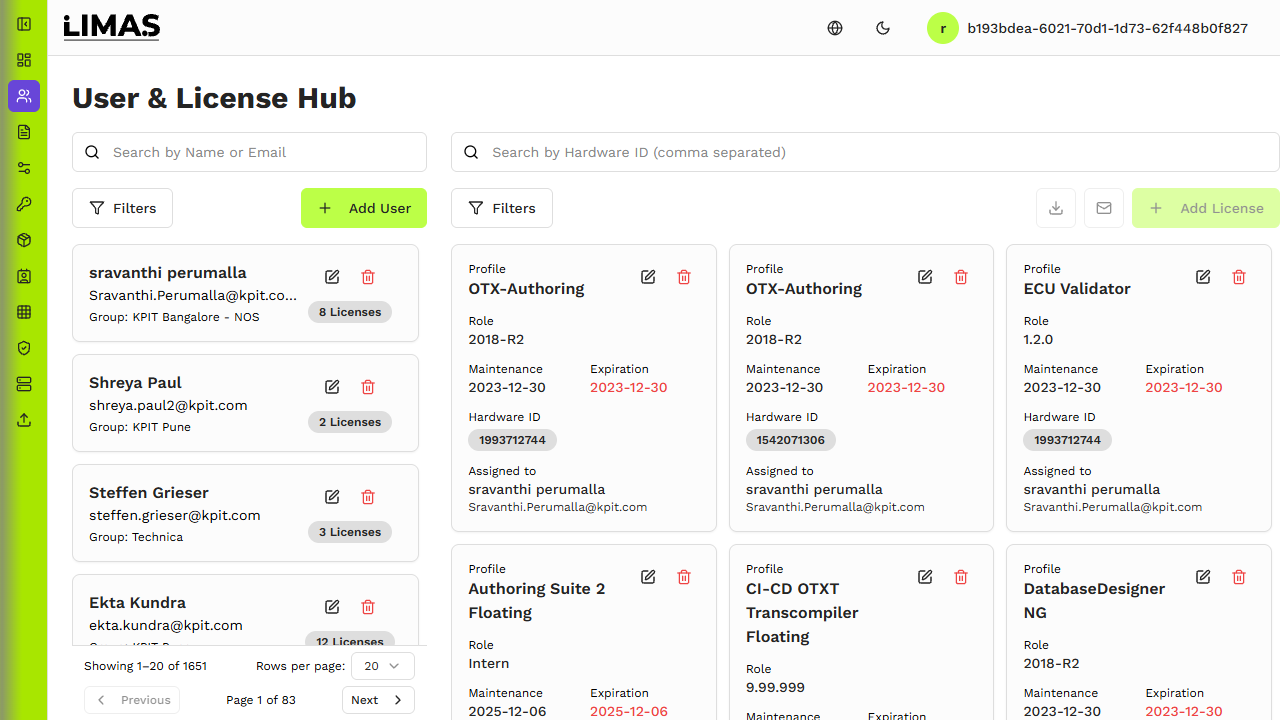 LIMAS
r
b193bdea-6021-70d1-1d73-62f448b0f827
User & License Hub
Search by Name or Email
Filters
Add User
sravanthi perumalla
Sravanthi.Perumalla@kpit.co...
Group: KPIT Bangalore - NOS
8 Licenses
Shreya Paul
shreya.paul2@kpit.com
Group: KPIT Pune
2 Licenses
Steffen Grieser
steffen.grieser@kpit.com
Group: Technica
3 Licenses
Ekta Kundra
ekta.kundra@kpit.com
12 Licenses
Showing 1–20 of 1651
Rows per page: 20
Previous
Page 1 of 83
Next
Search by Hardware ID (comma separated)
Filters
Add License
Profile
OTX-Authoring
Role
2018-R2
Maintenance Expiration
2023-12-30 2023-12-30
Hardware ID
1993712744
Assigned to
sravanthi perumalla
Sravanthi.Perumalla@kpit.com
Profile
OTX-Authoring
Role
2018-R2
Maintenance Expiration
2023-12-30 2023-12-30
Hardware ID
1542071306
Assigned to
sravanthi perumalla
Sravanthi.Perumalla@kpit.com
Profile
ECU Validator
Role
1.2.0
Maintenance Expiration
2023-12-30 2023-12-30
Hardware ID
1993712744
Assigned to
sravanthi perumalla
Sravanthi.Perumalla@kpit.com
Profile
Authoring Suite 2
Floating
Role
Intern
Maintenance Expiration
2025-12-06 2025-12-06
Profile
CI-CD OTXT
Transcompiler
Floating
Role
9.99.999
Maintenance Expiration
Profile
DatabaseDesigner
NG
Role
2018-R2
Maintenance Expiration
2023-12-30 2023-12-30